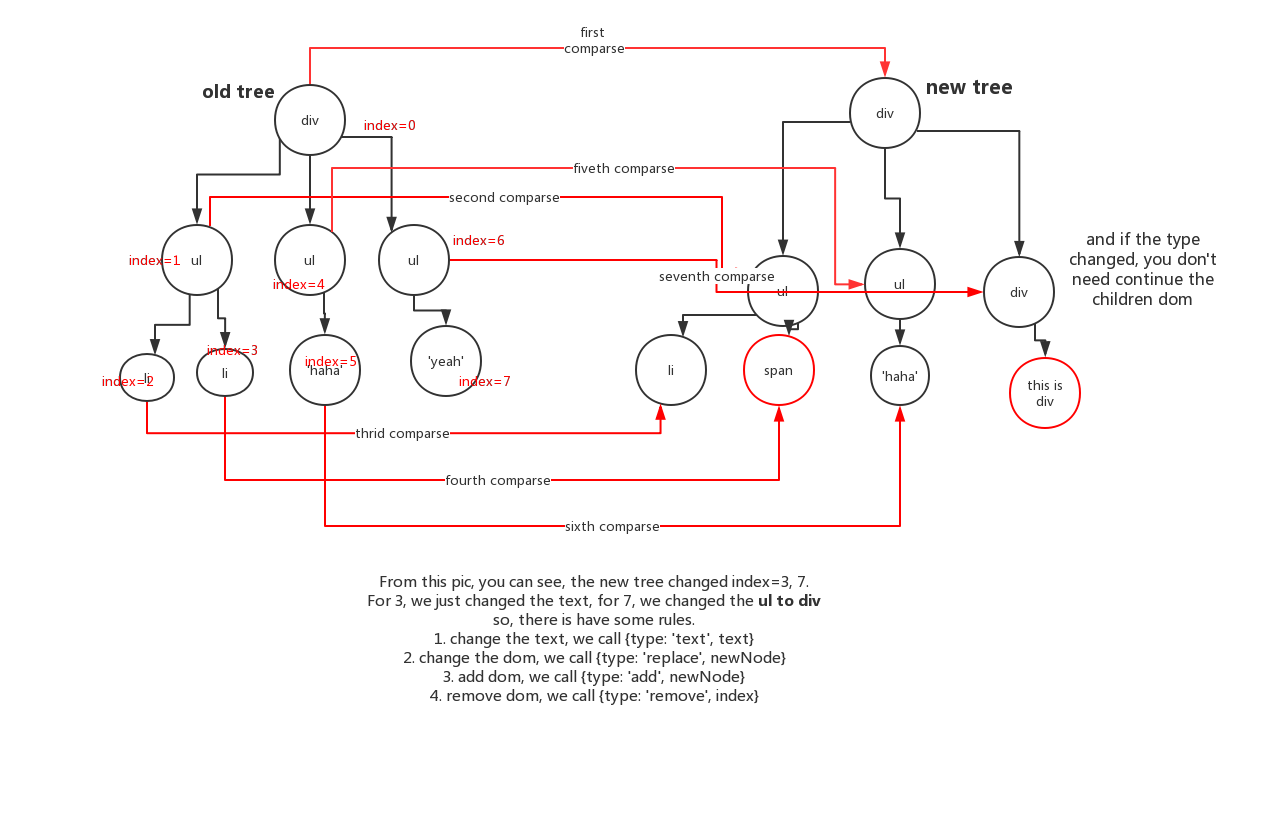 first
comparse
old tree
new tree
div
div
index=0
fiveth comparse
second comparse
index=6
and if the type
changed, you don't
need continue the
children dom
index=1
ul
ul
ul
seventh comparse
index=4
ul
ul
div
index=3
index=2
li
li
index=5
'haha'
'yeah'
index=7
li
span
'haha'
this is
div
thrid comparse
fourth comparse
sixth comparse
From this pic, you can see, the new tree changed index=3, 7.
For 3, we just changed the text, for 7, we changed the ul to div
so, there is have some rules.
1. change the text, we call {type: 'text', text}
2. change the dom, we call {type: 'replace', newNode}
3. add dom, we call {type: 'add', newNode}
4. remove dom, we call {type: 'remove', index}